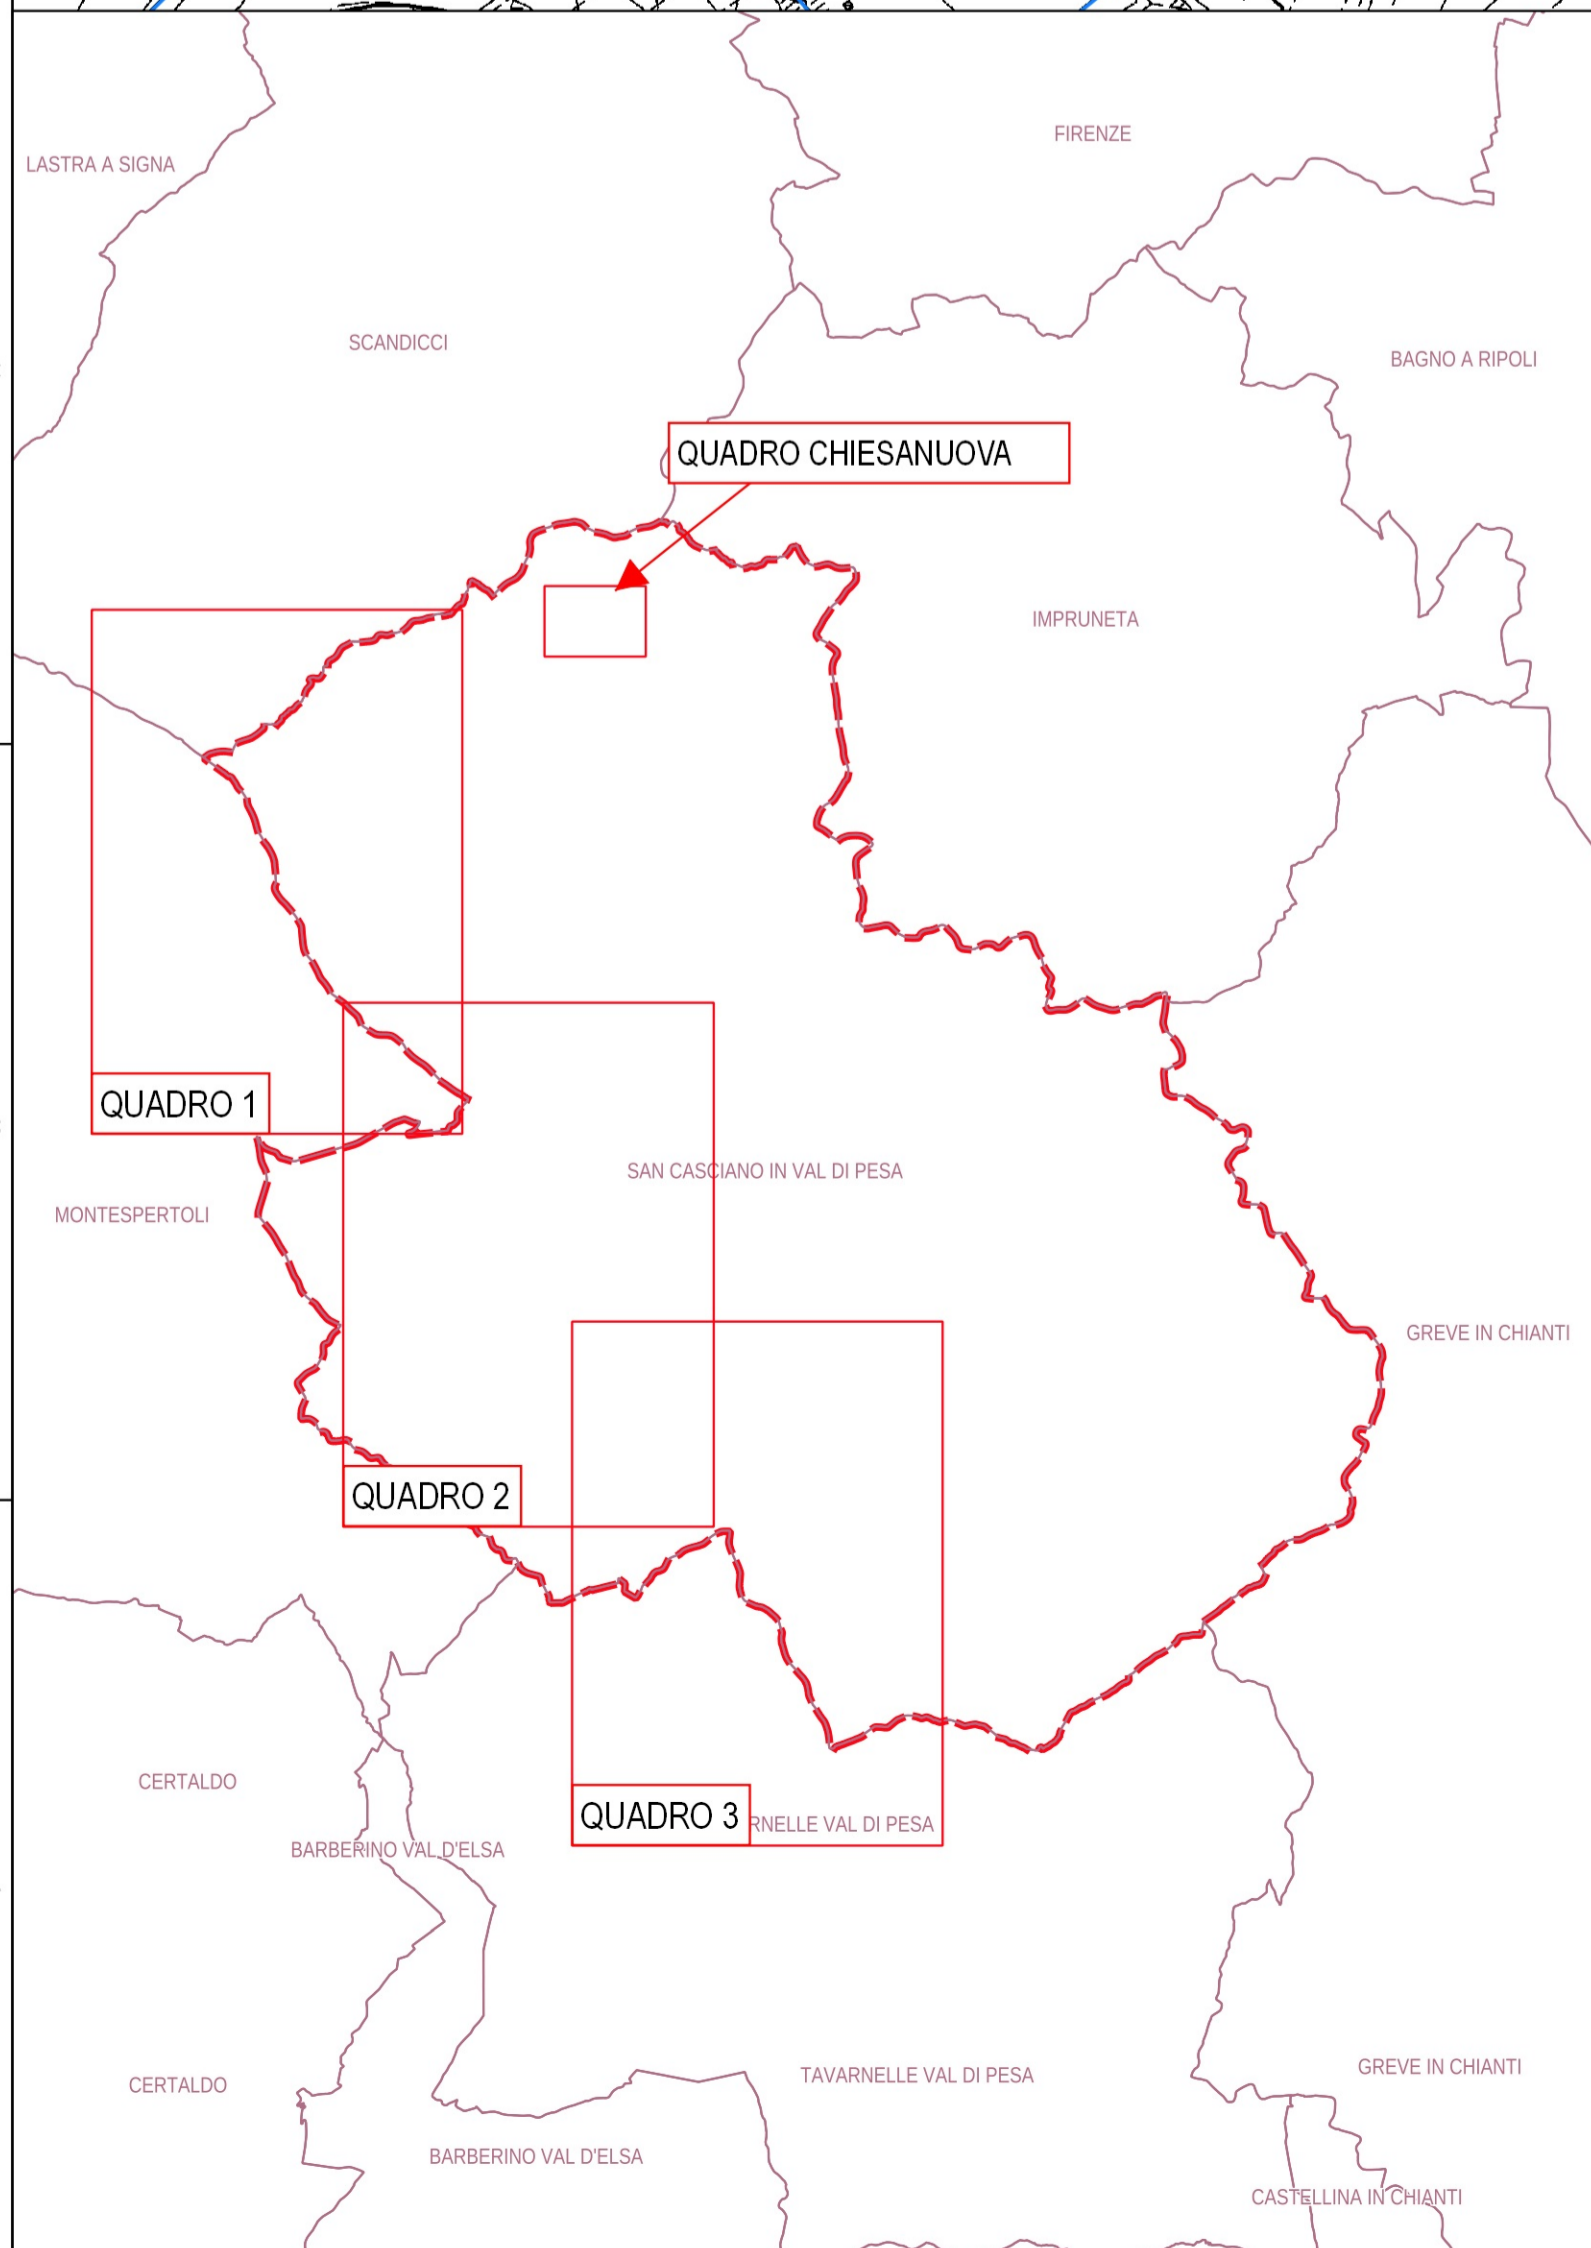 FIRENZE
LASTRA A SIGNA
SCANDICCI
BAGNO A RIPOLI
QUADRO CHIESANUOVA
IMPRUNETA
QUADRO 1
SAN CASCIANO IN VAL DI PESA
MONTESPERTOLI
GREVE IN CHIANTI
QUADRO 2
CERTALDO
QUADRO 3
RNELLE VAL DI PESA
BARBERINO VAL D'ELSA
GREVE IN CHIANTI
TAVARNELLE VAL DI PESA
CERTALDO
BARBERINO VAL D'ELSA
CASTELLINA IN CHIANTI